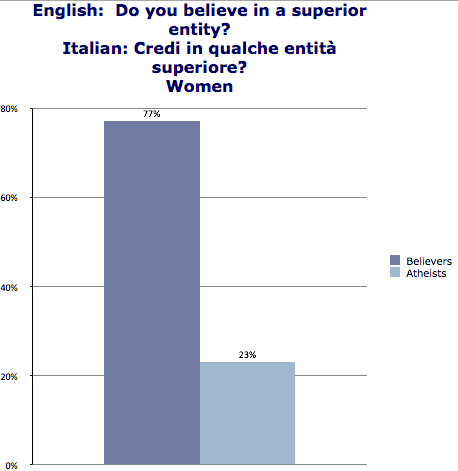 English:  Do you believe in a superior
entity?
Italian: Credi in qualche entità
superiore?
Women
80%
77%
60%
Believers
Atheists
40%
23%
20%
0%